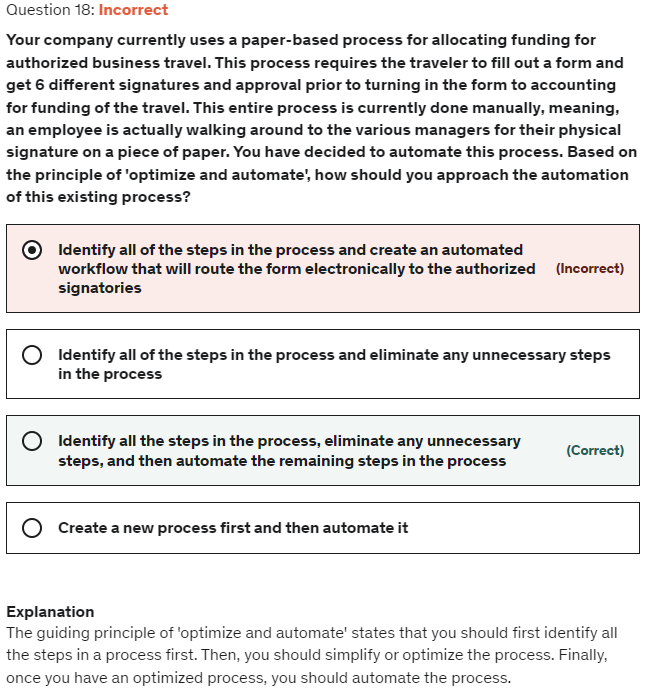 Question 18: Incorrect
Your company currently uses a paper-based process for allocating funding for
authorized business travel. This process requires the traveler to fill out a form and
get 6 different signatures and approval prior to turning in the form to accounting
for funding of the travel. This entire process is currently done manually, meaning,
an employee is actually walking around to the various managers for their physical
signature on a piece of paper. You have decided to automate this process. Based on
the principle of 'optimize and automate', how should you approach the automation
of this existing process?
Identify all of the steps in the process and create an automated
workflow that will route the form electronically to the authorized
signatories
(Incorrect)
Identify all of the steps in the process and eliminate any unnecessary steps
in the process
Identify all the steps in the process, eliminate any unnecessary
steps, and then automate the remaining steps in the process
(Correct)
Create a new process first and then automate it
Explanation
The guiding principle of 'optimize and automate' states that you should first identify all
the steps in a process first. Then, you should simplify or optimize the process. Finally,
once you have an optimized process, you should automate the process.